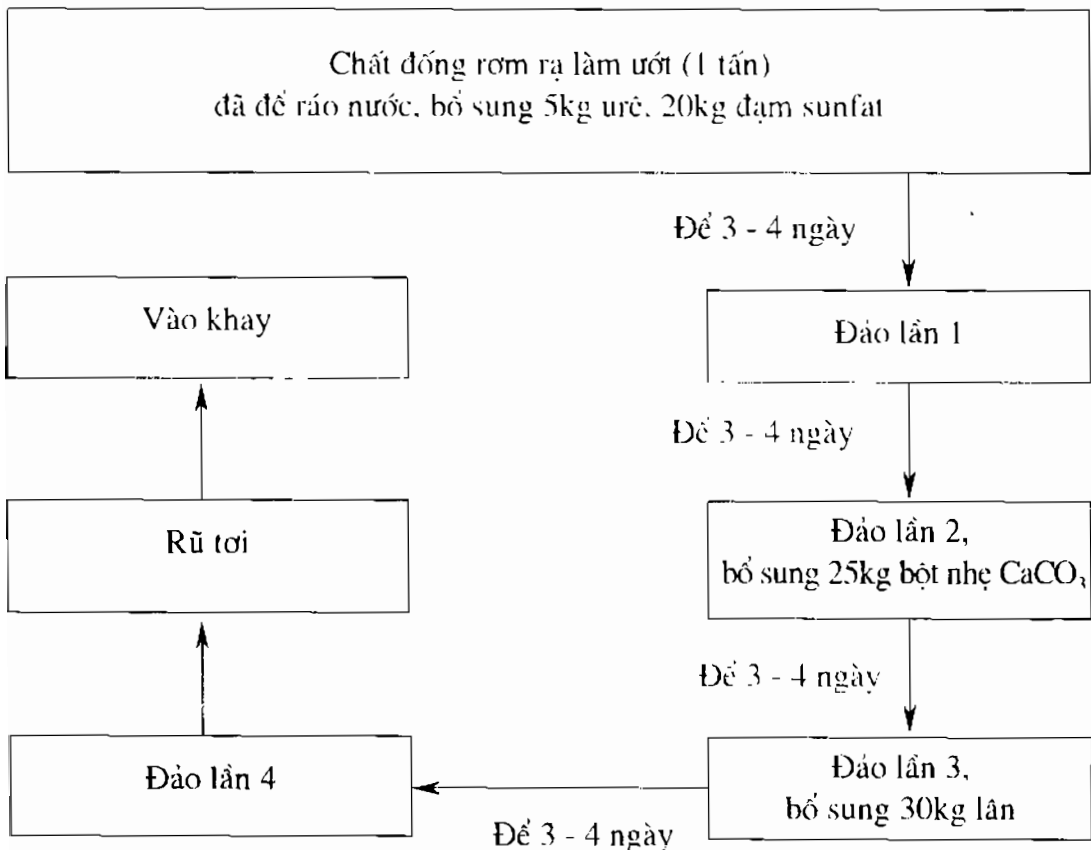 Chất đống rơm rạ làm ướt (1 tấn)
đã để ráo nước, bổ sung 5kg urê, 20kg đạm sunfat
Để 3 - 4 ngày
Đảo lần 1
Để 3 - 4 ngày
Đảo lần 2,
bổ sung 25kg bột nhẹ CaCO₃
Để 3 - 4 ngày
Đảo lần 3,
bổ sung 30kg lân
Để 3 - 4 ngày
Đảo lần 4
Rũ tơi
Vào khay